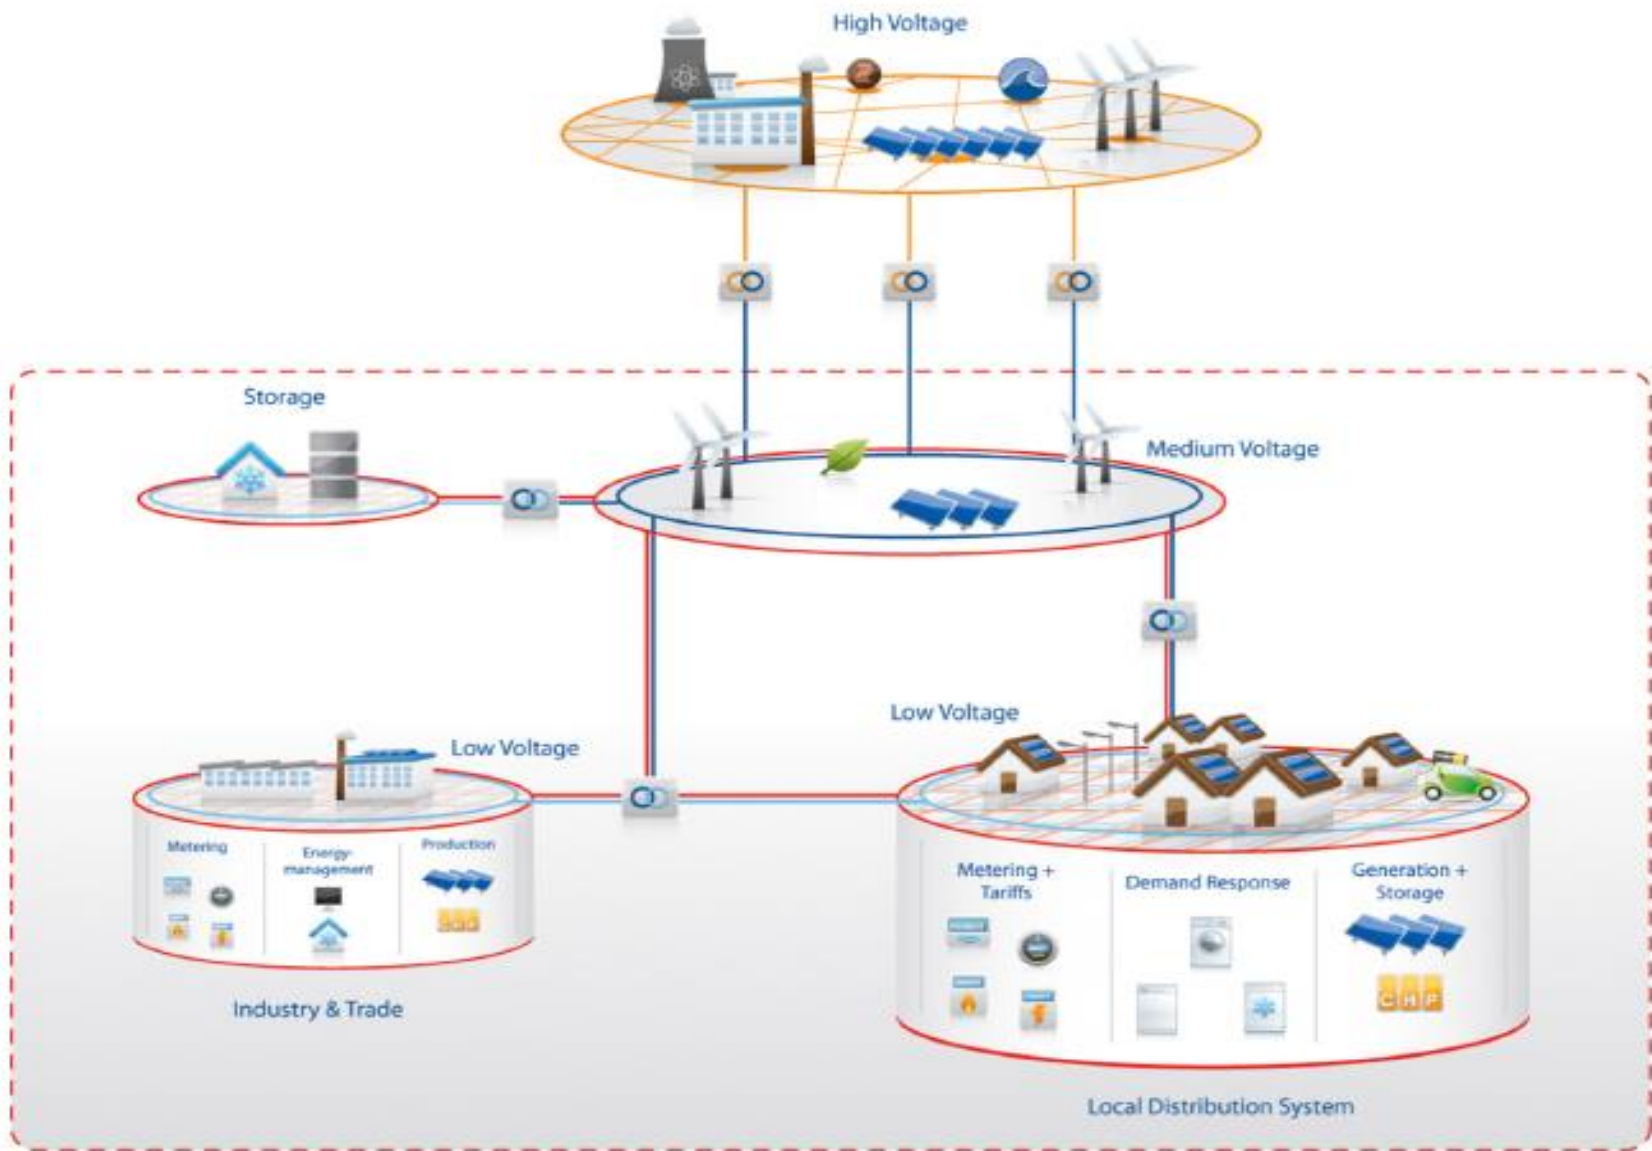 High Voltage
Storage
Medium Voltage
Low Voltage
Low Voltage
Metering
Energy-
management
Production
Metering +
Tariffs
Demand Response
Generation +
Storage
CHP
Industry & Trade
Local Distribution System